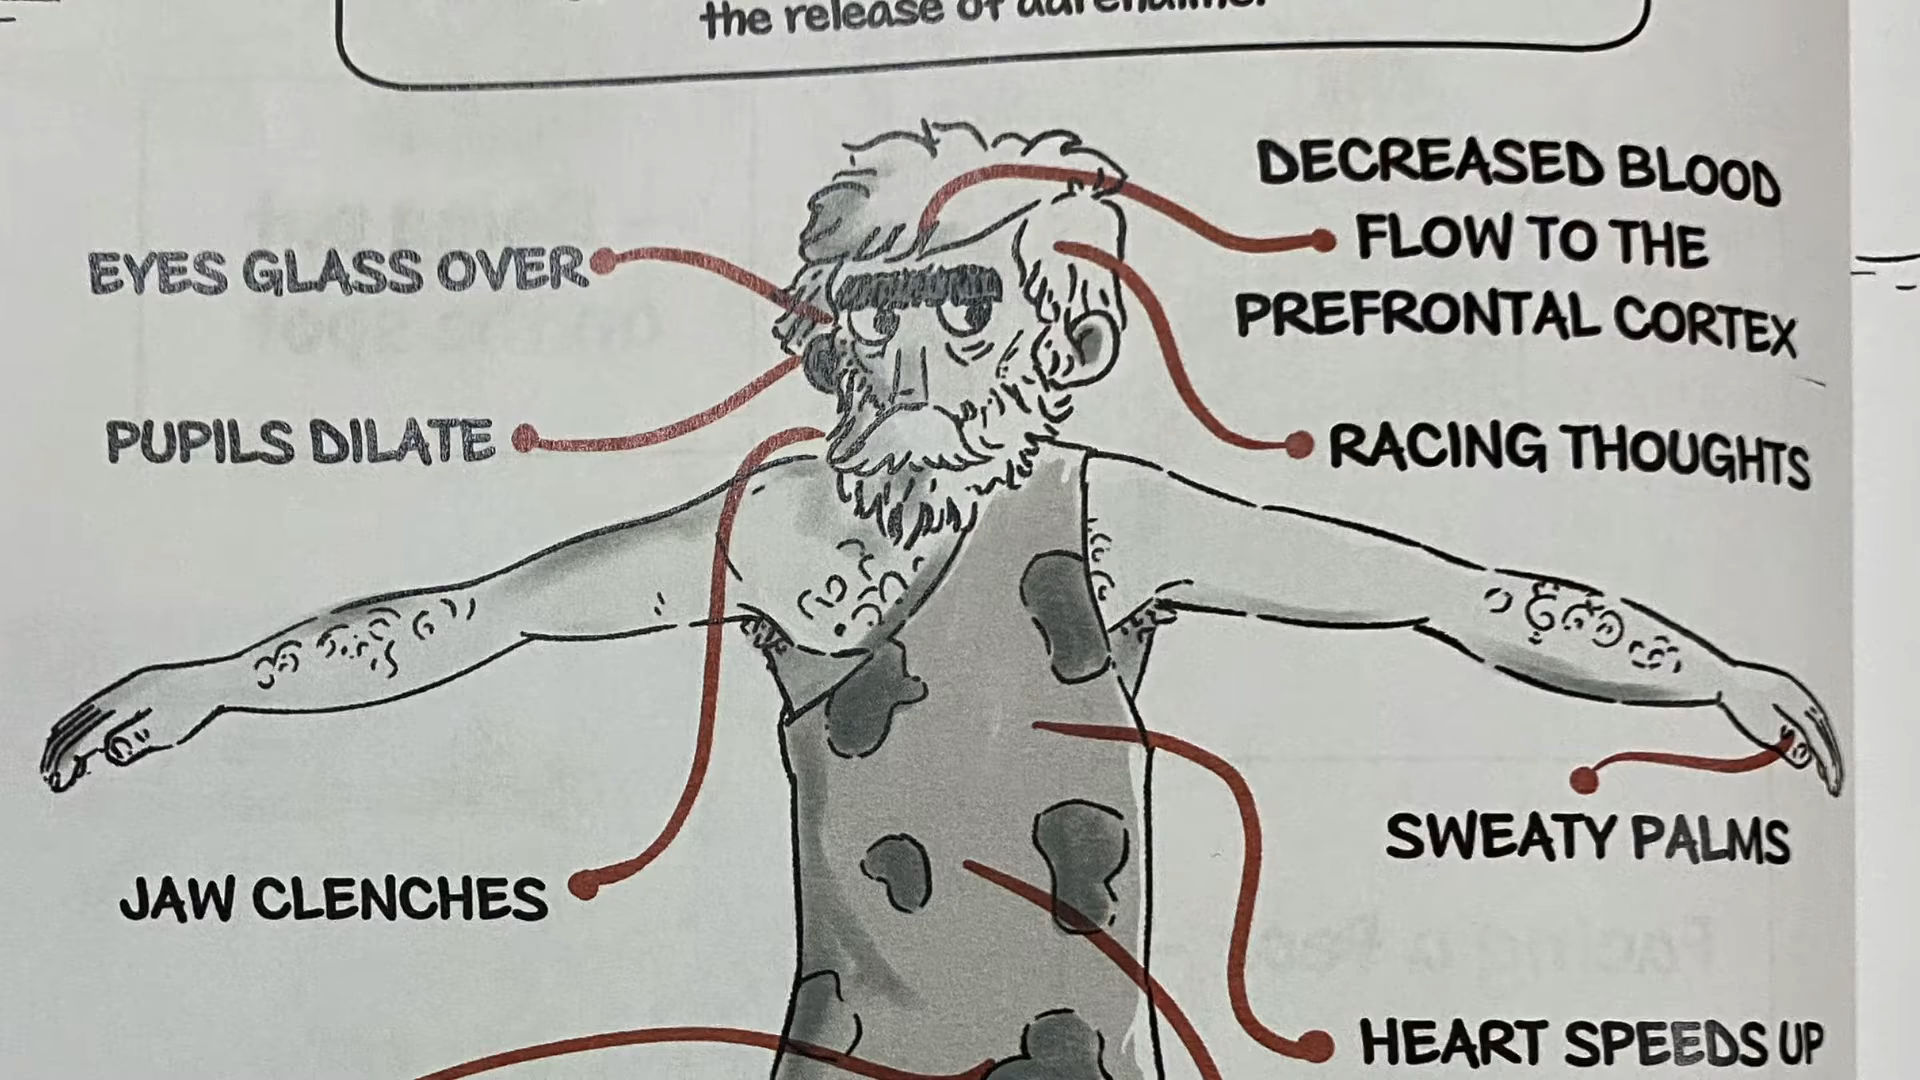 the release of adrenaline.
DECREASED BLOOD
FLOW TO THE
PREFRONTAL CORTEX
EYES GLASS OVER
PUPILS DILATE
RACING THOUGHTS
SWEATY PALMS
JAW CLENCHES
HEART SPEEDS UP